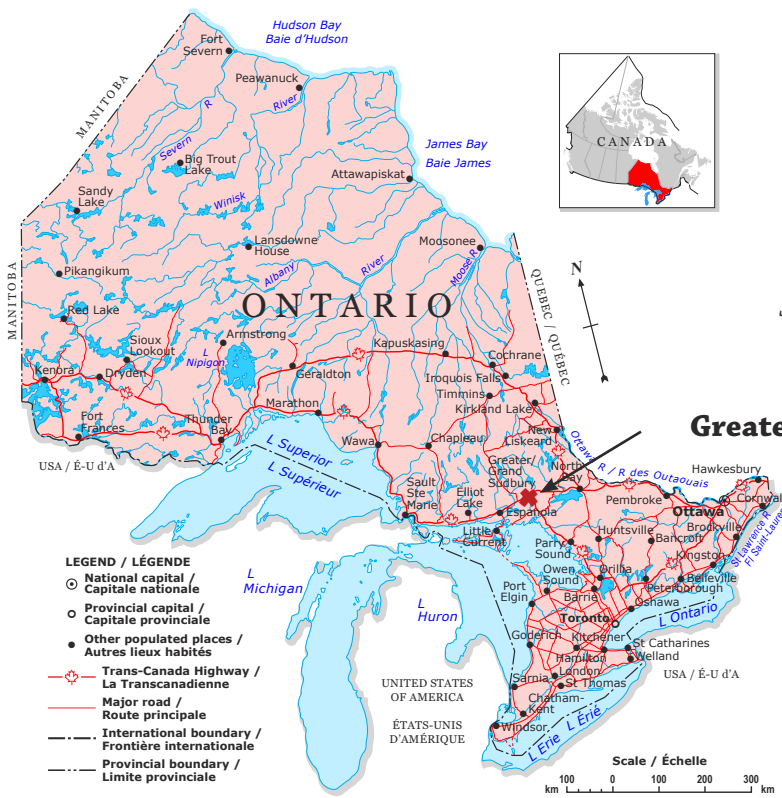 Hudson Bay
Baie d'Hudson
Fort
Severn
Peawanuck
MANITOBA
R
River
Severn
James Bay
Baie James
CANADA
Big Trout
Lake
Attawapiskat
Sandy
Lake
Winisk
Lansdowne
House
Moosonee
Pikangikum
Albany
River
Moose R
N
MANITOBA
ONTARIO
QUEBEC / QUÉBEC
Red Lake
Sioux
Lookout
Armstrong
L
Nipigon
Kapuskasing
Cochrane
Kenora
Dryden
Geraldton
Iroquois Falls
Timmins
Marathon
Kirkland Lake
Fort
Frances
Thunder
Bay
Wawa
Chapleau
New
Liskeard
Greate
USA / É-U d'A
L Superior
L Supérieur
Greater/
Grand
Sudbury
North
Bay
Ottawa R / R des Outaouais
Hawkesbury
Sault
Ste
Marie
Elliot
Lake
Espanola
Pembroke
Ottawa
Cornwal
Little
Current
Parry
Sound
Huntsville
Bancroft
Brockville
St Lawrence R
Fl Saint-Laure
Kingston
Owen
Sound
Orillia
Belleville
Peterborough
Port
Elgin
Barrie
Oshawa
L
Michigan
L
Huron
Toronto
L Ontario
Goderich
Kitchener
St Catharines
Hamilton
Welland
London
Sarnia
St Thomas
USA / É-U d'A
UNITED STATES
OF AMERICA
ÉTATS-UNIS
D'AMÉRIQUE
Chatham-
Kent
Windsor
L Erie L Érié
LEGEND / LÉGENDE
National capital /
Capitale nationale
Provincial capital /
Capitale provinciale
Other populated places /
Autres lieux habités
Trans-Canada Highway /
La Transcanadienne
Major road /
Route principale
International boundary /
Frontière internationale
Provincial boundary /
Limite provinciale
Scale / Échelle
100 0 100 200 300
km km